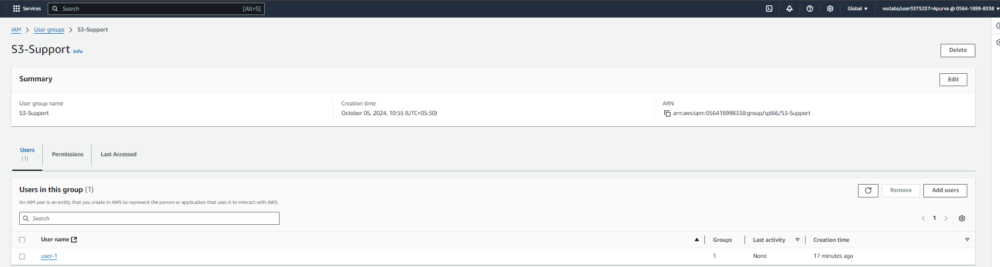 Services Search [Alt+S] Global voclabs/user3375237=Apurva @ 0564-1899-8338
IAM User groups S3-Support
S3-Support Info Delete
Summary Edit
User group name Creation time ARN
S3-Support October 05, 2024, 10:55 (UTC+05:30) arn:aws:iam::056418998338:group/spl66/S3-Support
Users
(1) Permissions Last Accessed
Users in this group (1) Remove Add users
An IAM user is an entity that you create in AWS to represent the person or application that uses it to interact with AWS.
Search 1
User name Groups Last activity Creation time
user-1 1 None 17 minutes ago